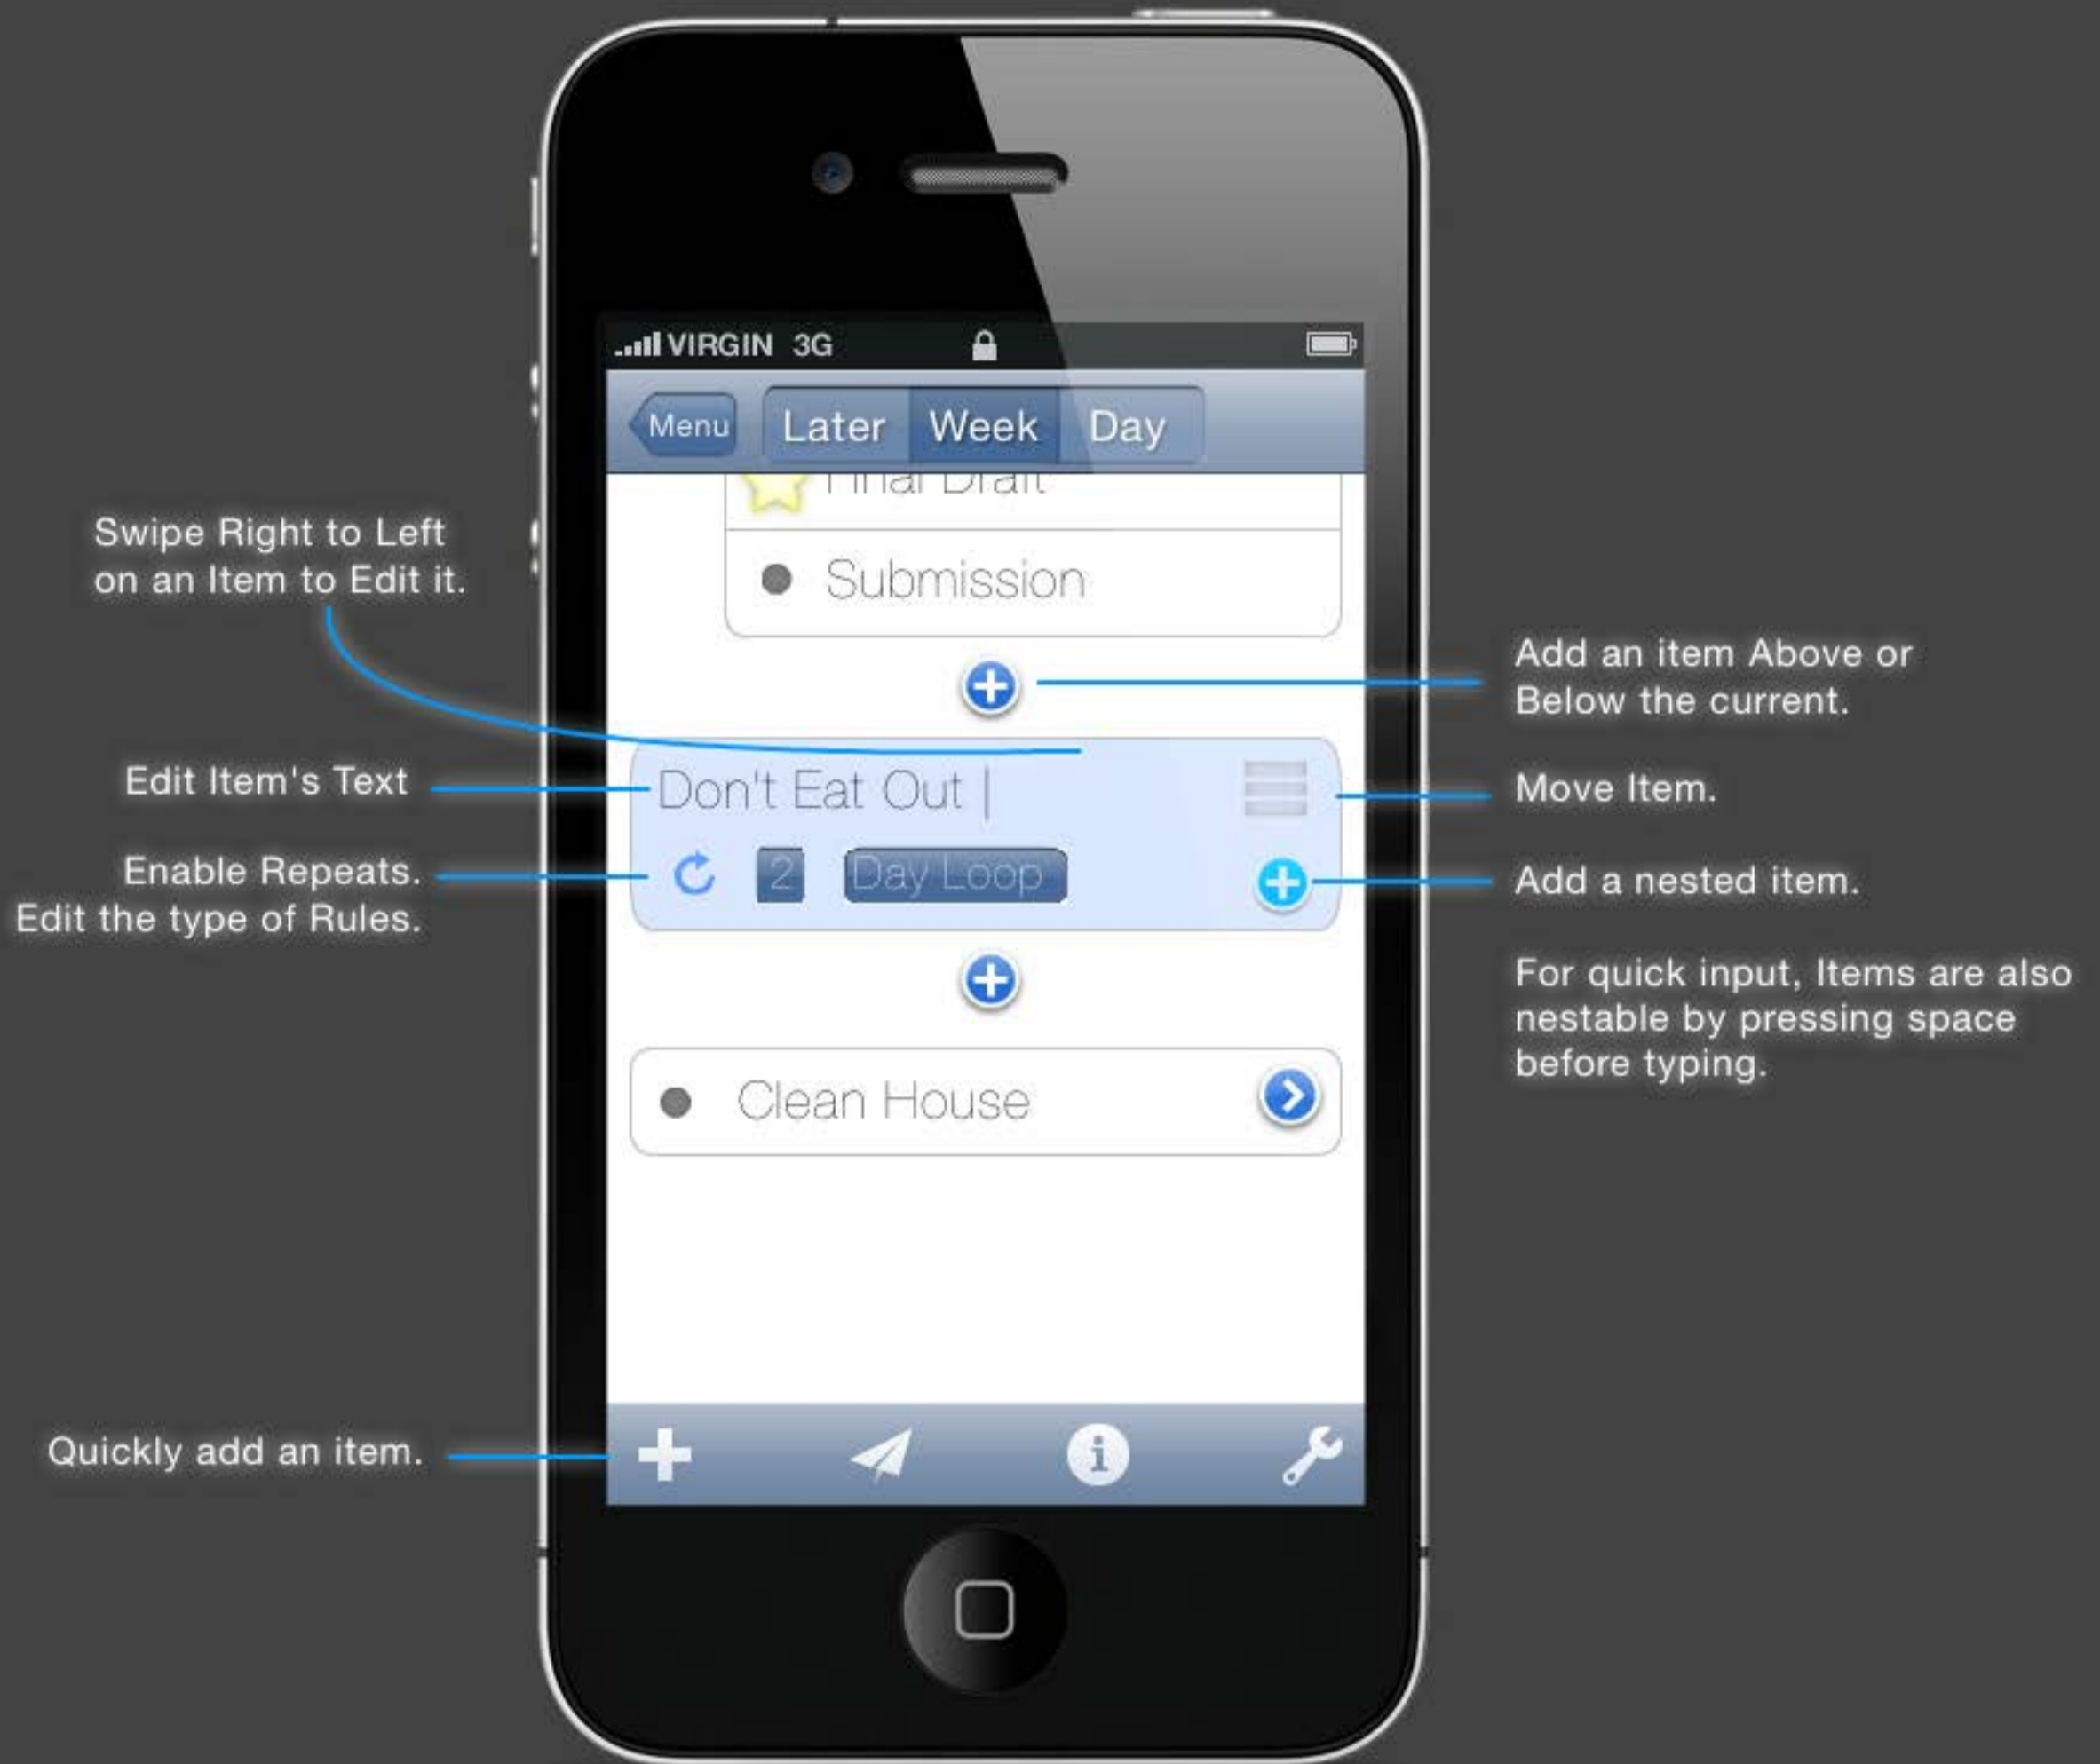 VIRGIN 3G
Menu
Later
Week
Day
Final Draft
Submission
Swipe Right to Left
on an Item to Edit it.
Add an item Above or
Below the current.
Edit Item's Text
Don't Eat Out
Move Item.
Enable Repeats.
Edit the type of Rules.
2
Day Loop
Add a nested item.
For quick input, Items are also
nestable by pressing space
before typing.
Clean House
Quickly add an item.